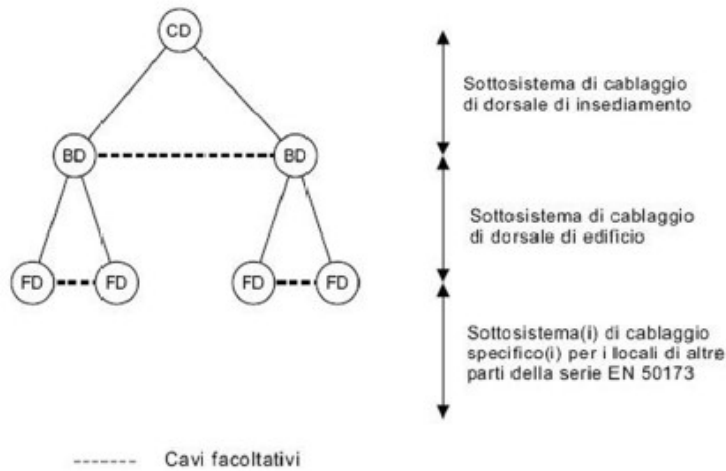 CD
Sottosistema di cablaggio
di dorsale di insediamento
BD
BD
Sottosistema di cablaggio
di dorsale di edificio
FD
FD
FD
FD
Sottosistema(i) di cablaggio
specifico(i) per i locali di altre
parti della serie EN 50173
Cavi facoltativi